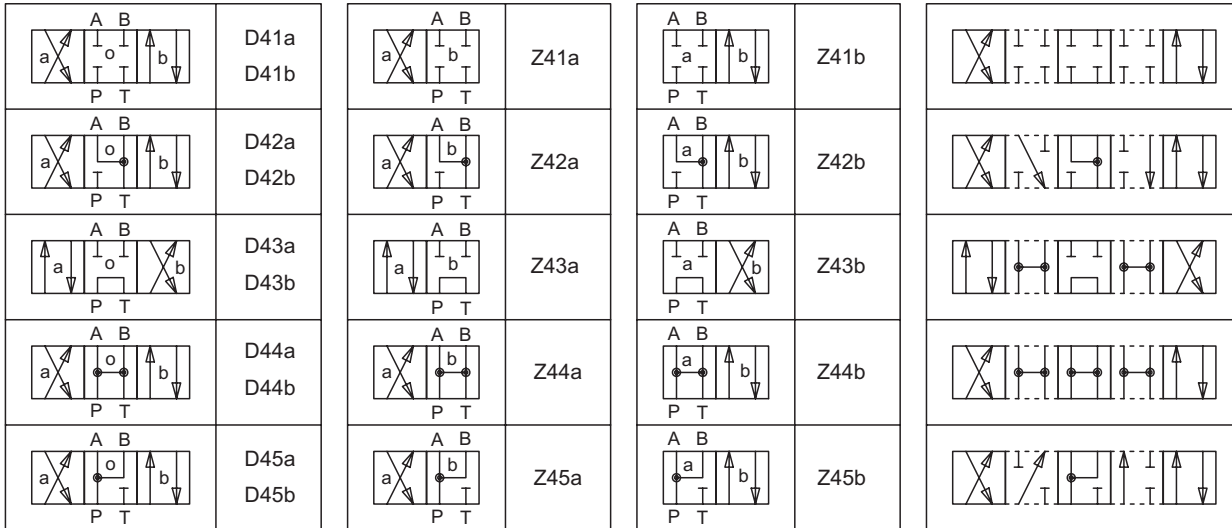 A B
a o b
P T
D41a
D41b
A B
a b
P T
Z41a
A B
a b
P T
Z41b
A B
a o b
P T
D42a
D42b
A B
a b
P T
Z42a
A B
a b
P T
Z42b
A B
a o b
P T
D43a
D43b
A B
a b
P T
Z43a
A B
a b
P T
Z43b
A B
a o b
P T
D44a
D44b
A B
a b
P T
Z44a
A B
a b
P T
Z44b
A B
a o b
P T
D45a
D45b
A B
a b
P T
Z45a
A B
a b
P T
Z45b